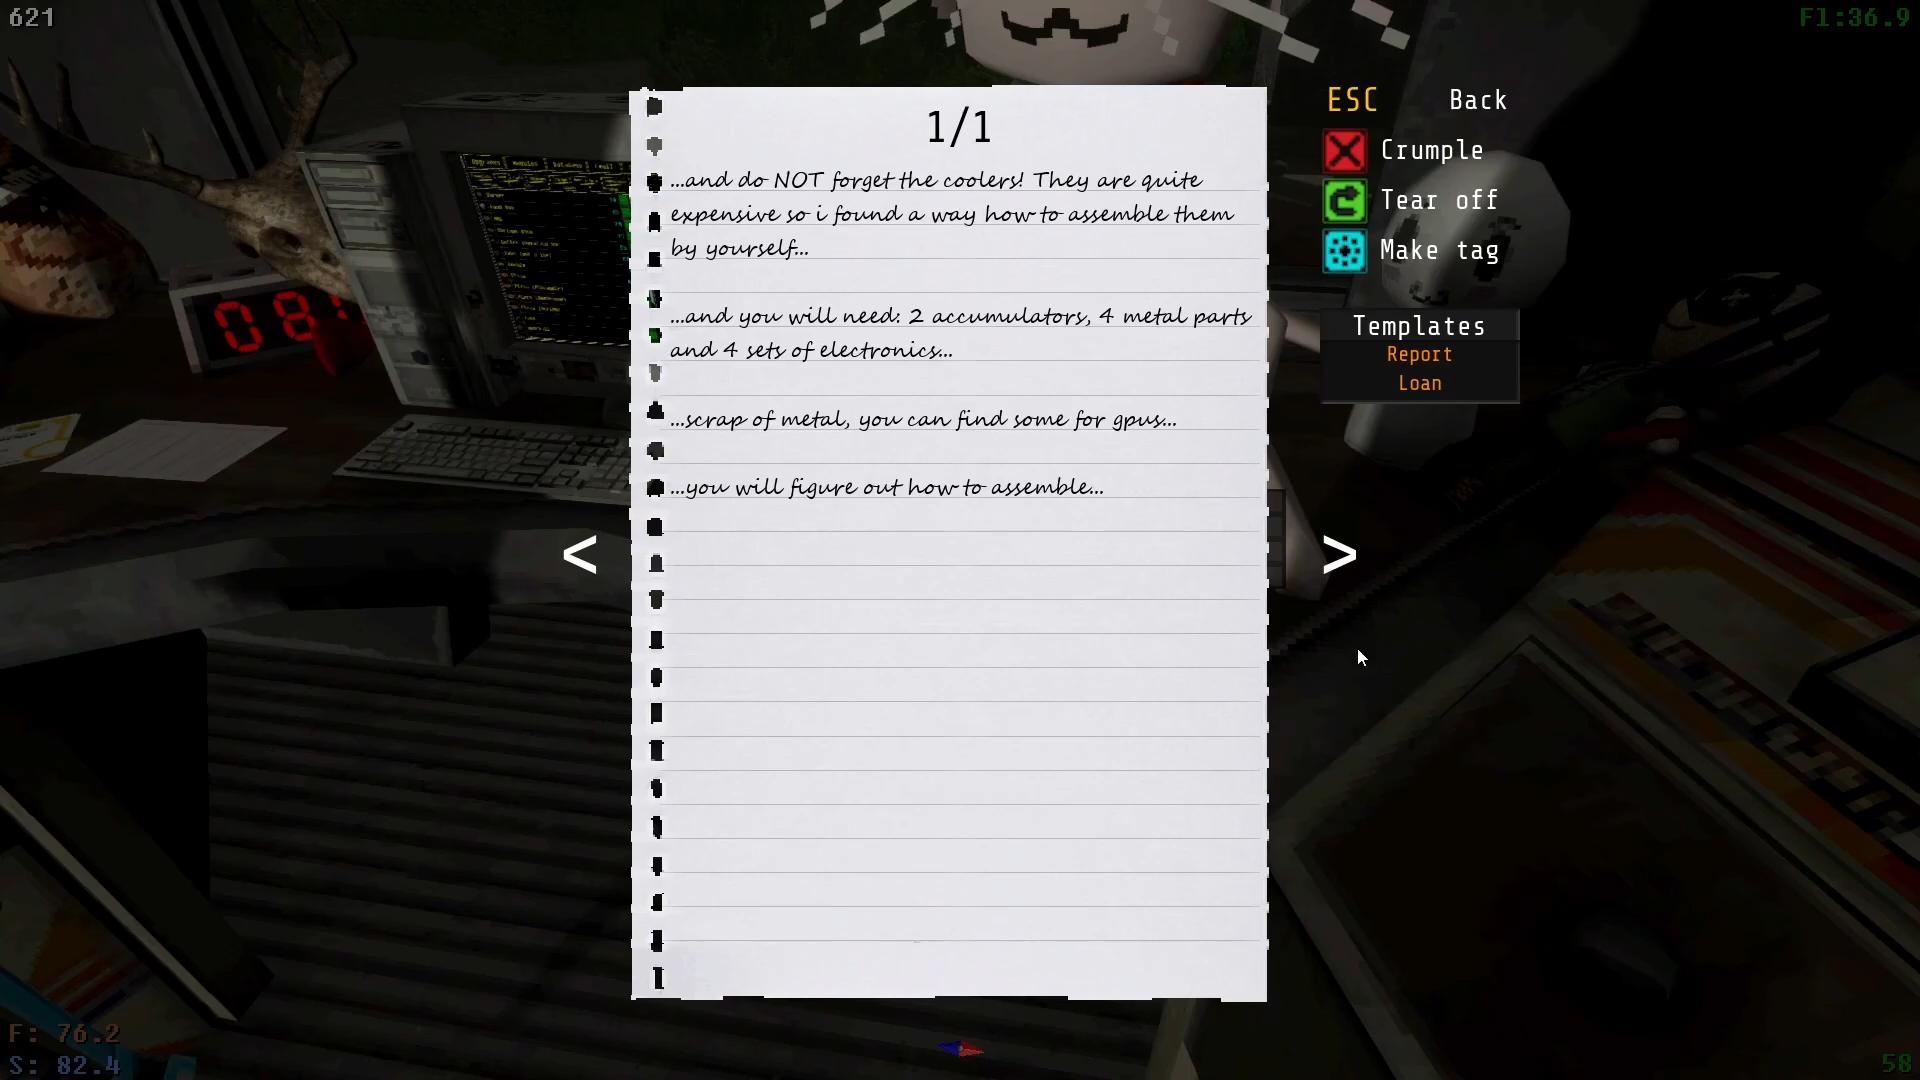 621
F1:36.9
1/1
...and do NOT forget the coolers! They are quite
expensive so i found a way how to assemble them
by yourself...
...and you will need: 2 accumulators, 4 metal parts
and 4 sets of electronics...
...scrap of metal, you can find some for gpus...
...you will figure out how to assemble...
<
>
ESC Back
Crumple
Tear off
Make tag
Templates
Report
Loan
08:
F: 76.2
S: 82.4
58